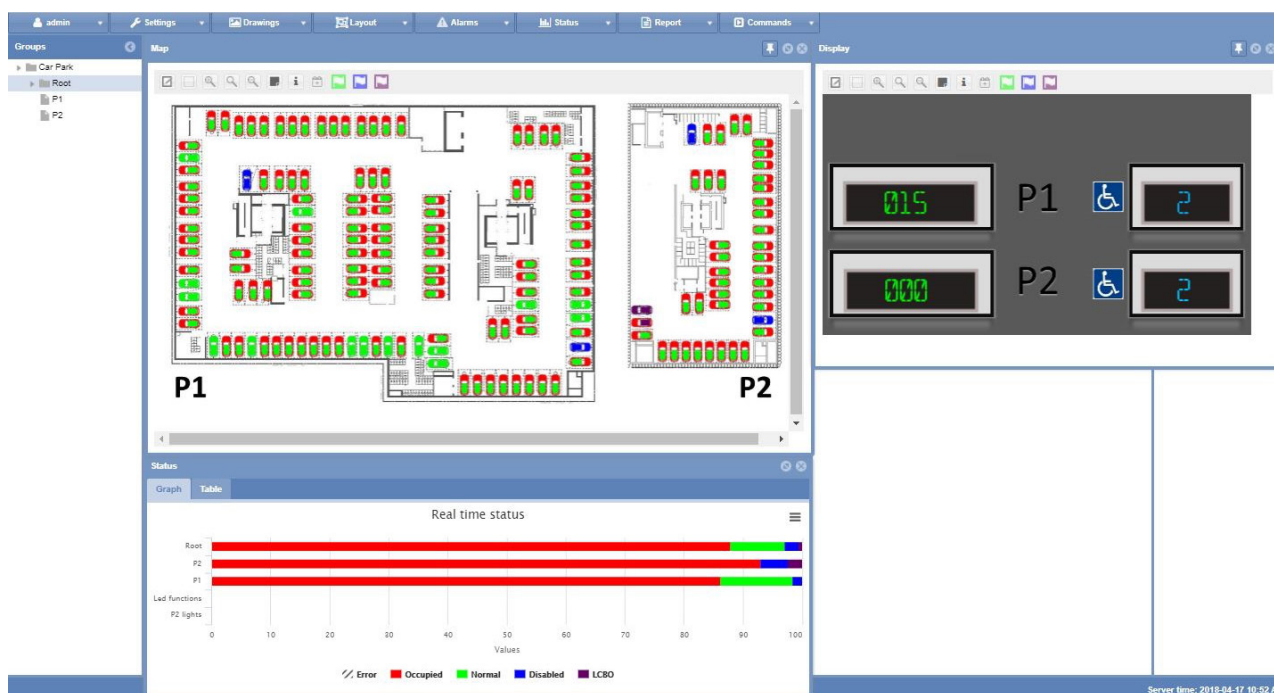 admin Settings Drawings Layout Alarms Status Report Commands
Groups
Car Park
Root
P1
P2
Map
P1 P2
Display
015 P1 2
000 P2 2
Status
Graph Table
Real time status
Root
P2
P1
Led functions
P2 lights
0 10 20 30 40 50 60 70 80 90 100
Values
Error Occupied Normal Disabled LC80
Server time: 2018-04-17 10:52